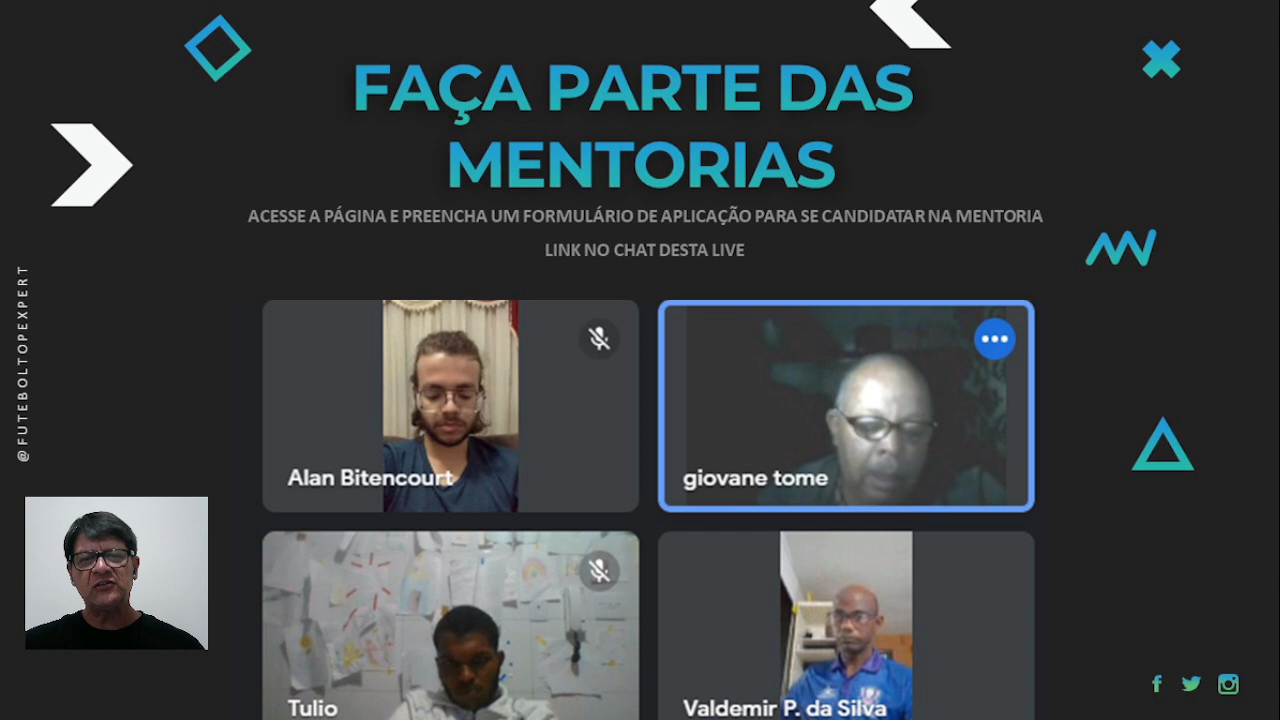 FAÇA PARTE DAS
MENTORIAS
ACESSE A PÁGINA E PREENCHA UM FORMULÁRIO DE APLICAÇÃO PARA SE CANDIDATAR NA MENTORIA
LINK NO CHAT DESTA LIVE
@FUTEBOLTOPEXPERT
Alan Bitencourt
giovane tome
Tulio
Valdemir P. da Silva